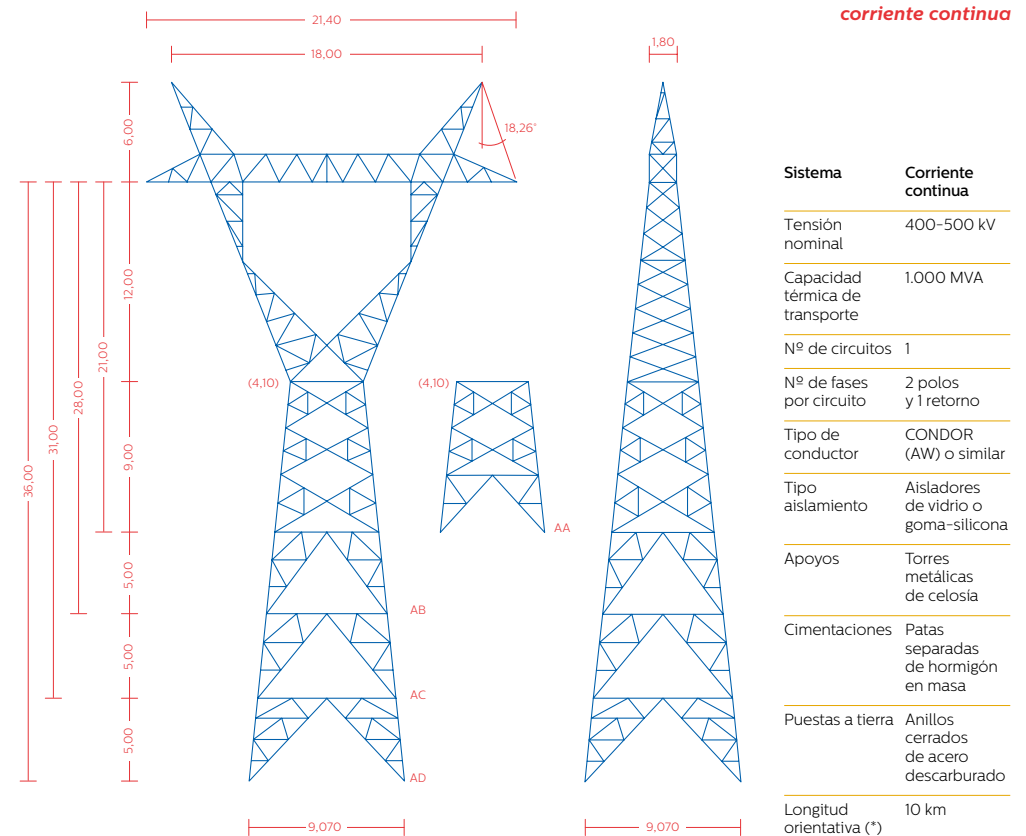 corriente continua
21,40
18,00
1,80
18,26°
6,00
12,00
21,00
28,00
31,00
36,00
9,00
5,00
5,00
5,00
(4,10)
(4,10)
AA
AB
AC
AD
9,070
9,070
Sistema Corriente
continua
Tensión 400-500 kV
nominal
Capacidad 1.000 MVA
térmica de
transporte
Nº de circuitos 1
Nº de fases 2 polos
por circuito y 1 retorno
Tipo de CONDOR
conductor (AW) o similar
Tipo Aisladores
aislamiento de vidrio o
goma-silicona
Apoyos Torres
metálicas
de celosía
Cimentaciones Patas
separadas
de hormigón
en masa
Puestas a tierra Anillos
cerrados
de acero
descarburado
Longitud 10 km
orientativa (*)